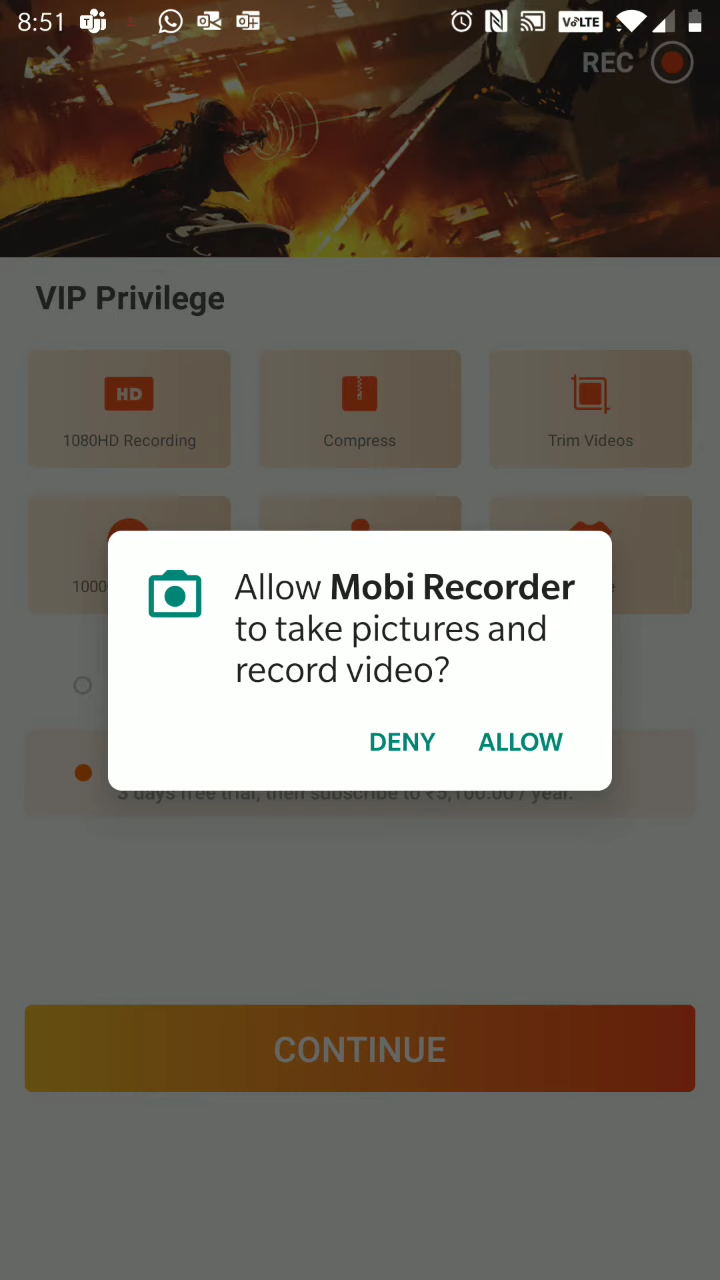 8:51
VoLTE
REC
VIP Privilege
HD
1080HD Recording
Compress
Trim Videos
Allow Mobi Recorder
to take pictures and
record video?
DENY
ALLOW
3 days free trial, then subscribe to ₹5,100.00 / year.
CONTINUE